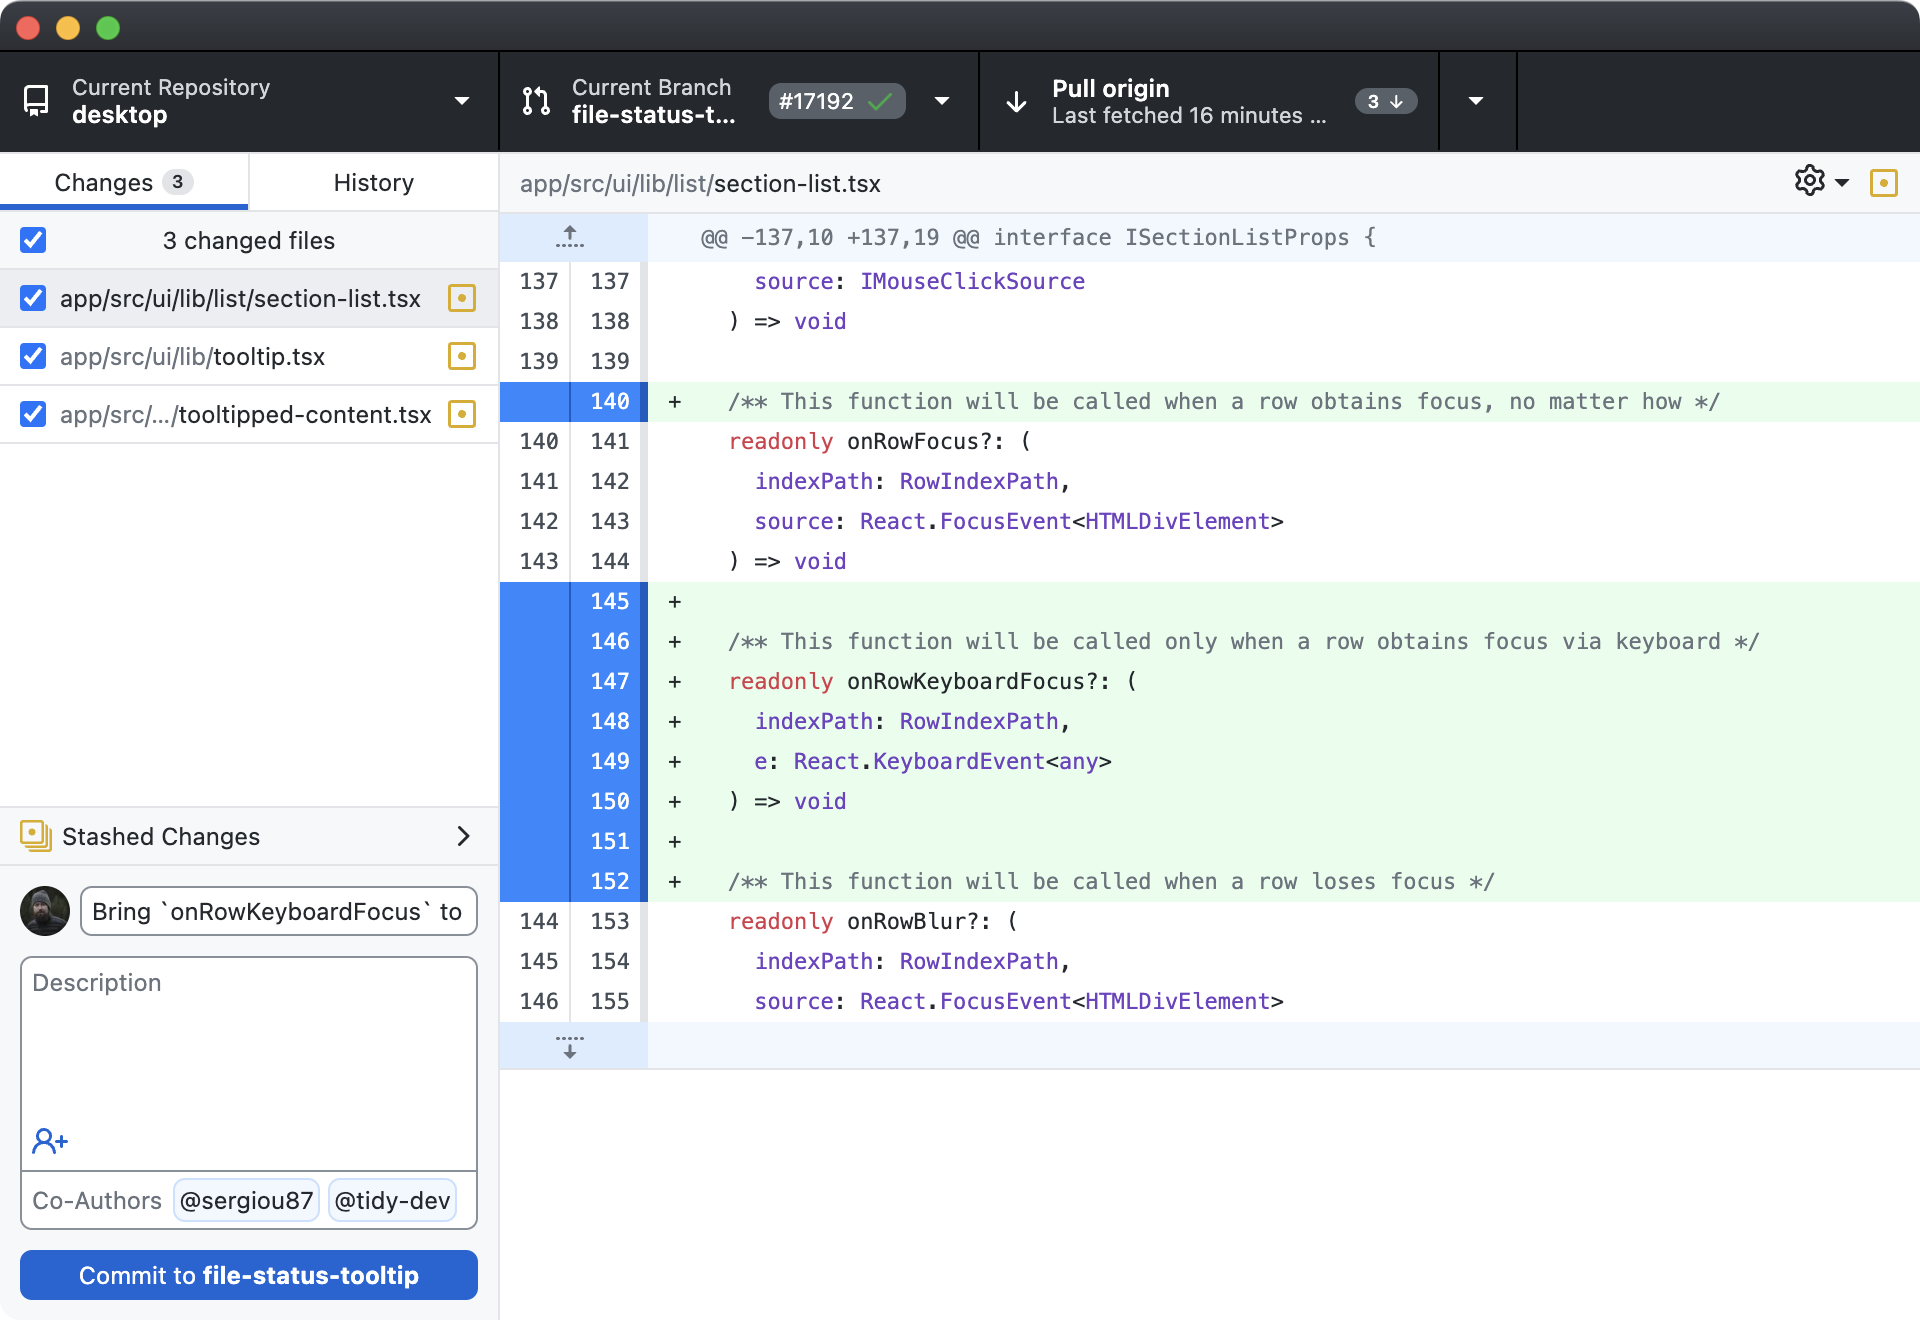 Current Repository
desktop
Current Branch
file-status-t...
#17192
Pull origin
Last fetched 16 minutes ...
3
Changes 3
History
3 changed files
app/src/ui/lib/list/section-list.tsx
app/src/ui/lib/tooltip.tsx
app/src/.../tooltipped-content.tsx
Stashed Changes
Bring `onRowKeyboardFocus` to
Description
Co-Authors @sergiou87 @tidy-dev
Commit to file-status-tooltip
app/src/ui/lib/list/section-list.tsx
@@ -137,10 +137,19 @@ interface ISectionListProps {
137 137 source: IMouseClickSource
138 138 ) => void
139 139
140 + /** This function will be called when a row obtains focus, no matter how */
140 141 readonly onRowFocus?: (
141 142 indexPath: RowIndexPath,
142 143 source: React.FocusEvent<HTMLDivElement>
143 144 ) => void
145 +
146 + /** This function will be called only when a row obtains focus via keyboard */
147 + readonly onRowKeyboardFocus?: (
148 + indexPath: RowIndexPath,
149 + e: React.KeyboardEvent<any>
150 + ) => void
151 +
152 + /** This function will be called when a row loses focus */
144 153 readonly onRowBlur?: (
145 154 indexPath: RowIndexPath,
146 155 source: React.FocusEvent<HTMLDivElement>